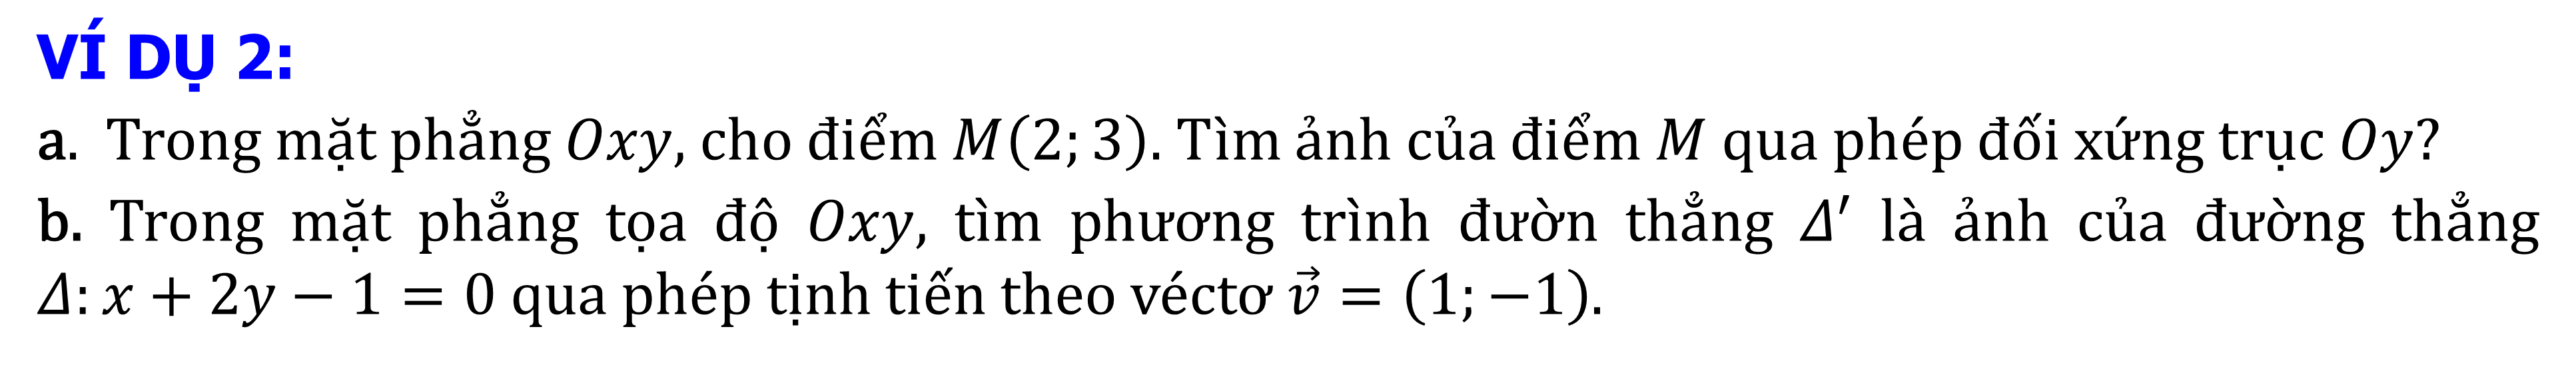 VÍ DỤ 2:
a. Trong mặt phẳng Oxy, cho điểm M(2; 3). Tìm ảnh của điểm M qua phép đối xứng trục Oy?
b. Trong mặt phẳng tọa độ Oxy, tìm phương trình đườn thẳng Δ′ là ảnh của đường thẳng
Δ: x + 2y − 1 = 0 qua phép tịnh tiến theo véctơ v⃗ = (1; −1).